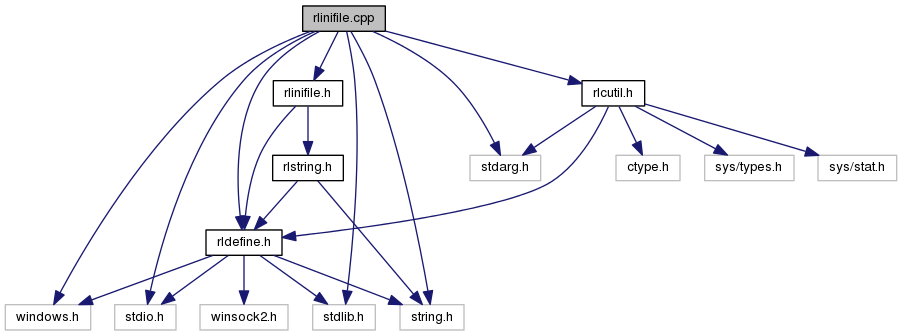 rlinifile.cpp
rlinifile.h
rlcutil.h
rlstring.h
stdarg.h
ctype.h
sys/types.h
sys/stat.h
rldefine.h
windows.h
stdio.h
winsock2.h
stdlib.h
string.h